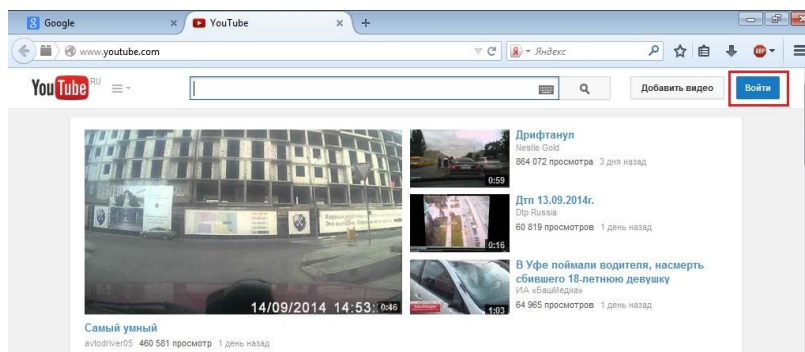 Google
YouTube
www.youtube.com
Яндекс
YouTube RU
Добавить видео
Войти
14/09/2014 14:53:
0:46
Самый умный
avtodriver05 460 581 просмотр 1 день назад
0:59
Дрифтанул
Nestle Gold
864 072 просмотра 3 дня назад
0:16
Дтп 13.09.2014г.
Dtp Russia
60 819 просмотров 1 день назад
1:03
В Уфе поймали водителя, насмерть
сбившего 18-летнюю девушку
ИА «БашМедиа»
64 965 просмотров 1 день назад